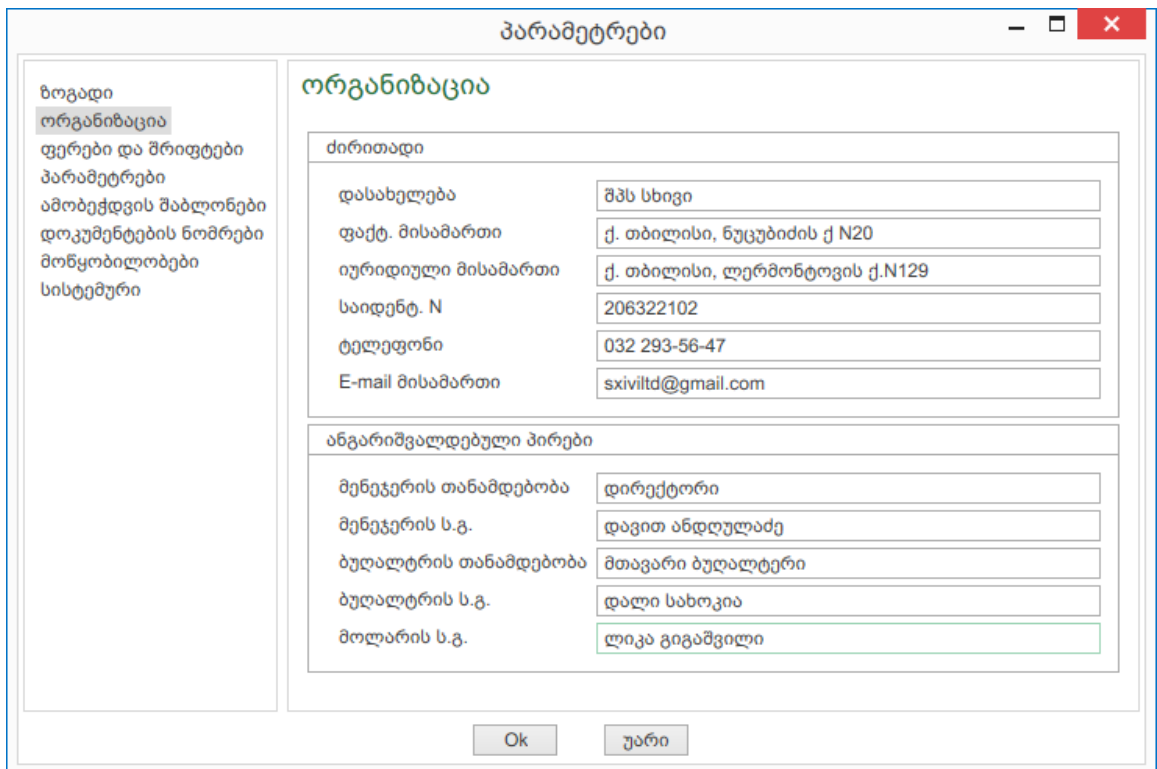 პარამეტრები
ზოგადი
ორგანიზაცია
ფერები და შრიფტები
პარამეტრები
ამობეჭდვის შაბლონები
დოკუმენტების ნომრები
მოწყობილობები
სისტემური
ორგანიზაცია
ძირითადი
დასახელება შპს სხივი
ფაქტ. მისამართი ქ. თბილისი, ნუცუბიძის ქ N20
იურიდიული მისამართი ქ. თბილისი, ლერმონტოვის ქ.N129
საიდენტ. N 206322102
ტელეფონი 032 293-56-47
E-mail მისამართი sxiviltd@gmail.com
ანგარიშვალდებული პირები
მენეჯერის თანამდებობა დირექტორი
მენეჯერის ს.გ. დავით ანდღულაძე
ბუღალტრის თანამდებობა მთავარი ბუღალტერი
ბუღალტრის ს.გ. დალი სახოკია
მოლარის ს.გ. ლიკა გიგაშვილი
Ok უარი